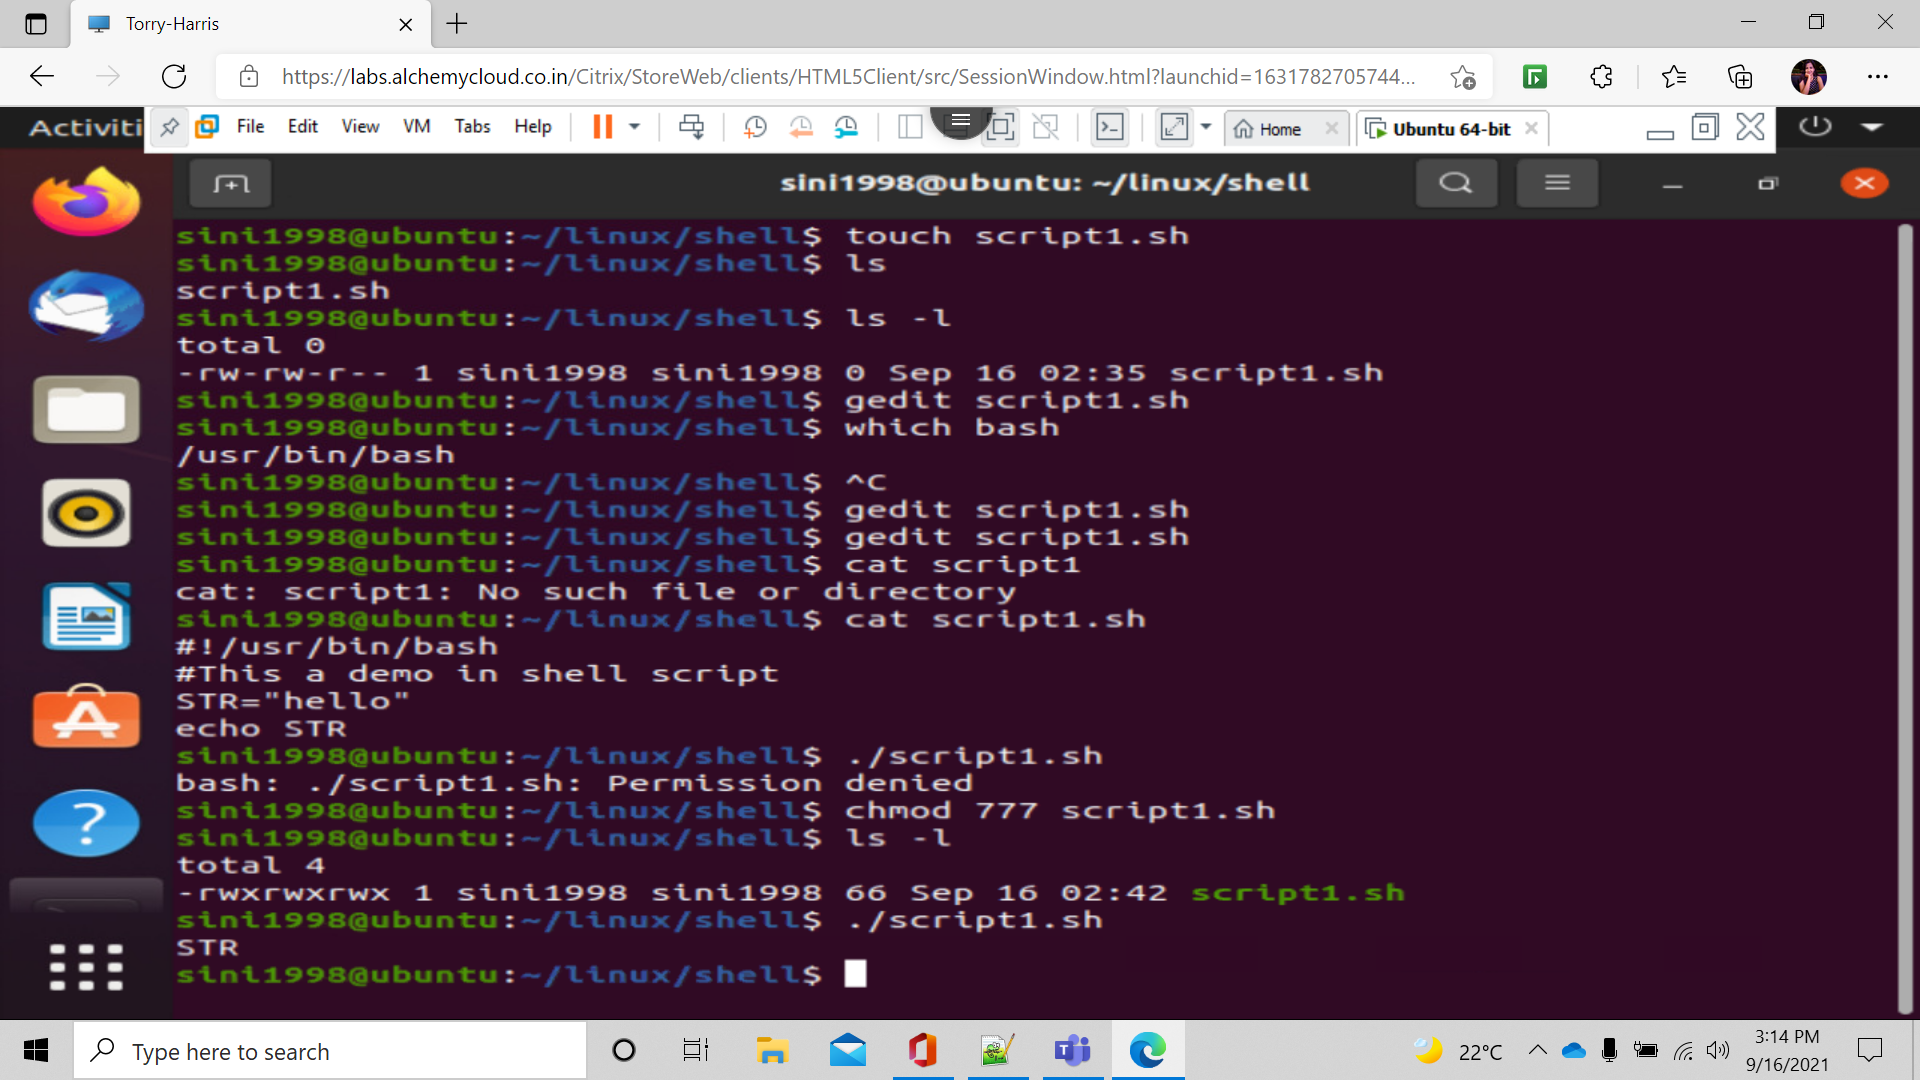 Torry-Harris
https://labs.alchemycloud.co.in/Citrix/StoreWeb/clients/HTML5Client/src/SessionWindow.html?launchid=1631782705744...
Activiti
File Edit View VM Tabs Help
Home
Ubuntu 64-bit
sini1998@ubuntu: ~/linux/shell
sini1998@ubuntu:~/linux/shell$ touch script1.sh
sini1998@ubuntu:~/linux/shell$ ls
script1.sh
sini1998@ubuntu:~/linux/shell$ ls -l
total 0
-rw-rw-r-- 1 sini1998 sini1998 0 Sep 16 02:35 script1.sh
sini1998@ubuntu:~/linux/shell$ gedit script1.sh
sini1998@ubuntu:~/linux/shell$ which bash
/usr/bin/bash
sini1998@ubuntu:~/linux/shell$ ^C
sini1998@ubuntu:~/linux/shell$ gedit script1.sh
sini1998@ubuntu:~/linux/shell$ gedit script1.sh
sini1998@ubuntu:~/linux/shell$ cat script1
cat: script1: No such file or directory
sini1998@ubuntu:~/linux/shell$ cat script1.sh
#!/usr/bin/bash
#This a demo in shell script
STR="hello"
echo STR
sini1998@ubuntu:~/linux/shell$ ./script1.sh
bash: ./script1.sh: Permission denied
sini1998@ubuntu:~/linux/shell$ chmod 777 script1.sh
sini1998@ubuntu:~/linux/shell$ ls -l
total 4
-rwxrwxrwx 1 sini1998 sini1998 66 Sep 16 02:42 script1.sh
sini1998@ubuntu:~/linux/shell$ ./script1.sh
STR
sini1998@ubuntu:~/linux/shell$
Type here to search
22°C
3:14 PM
9/16/2021